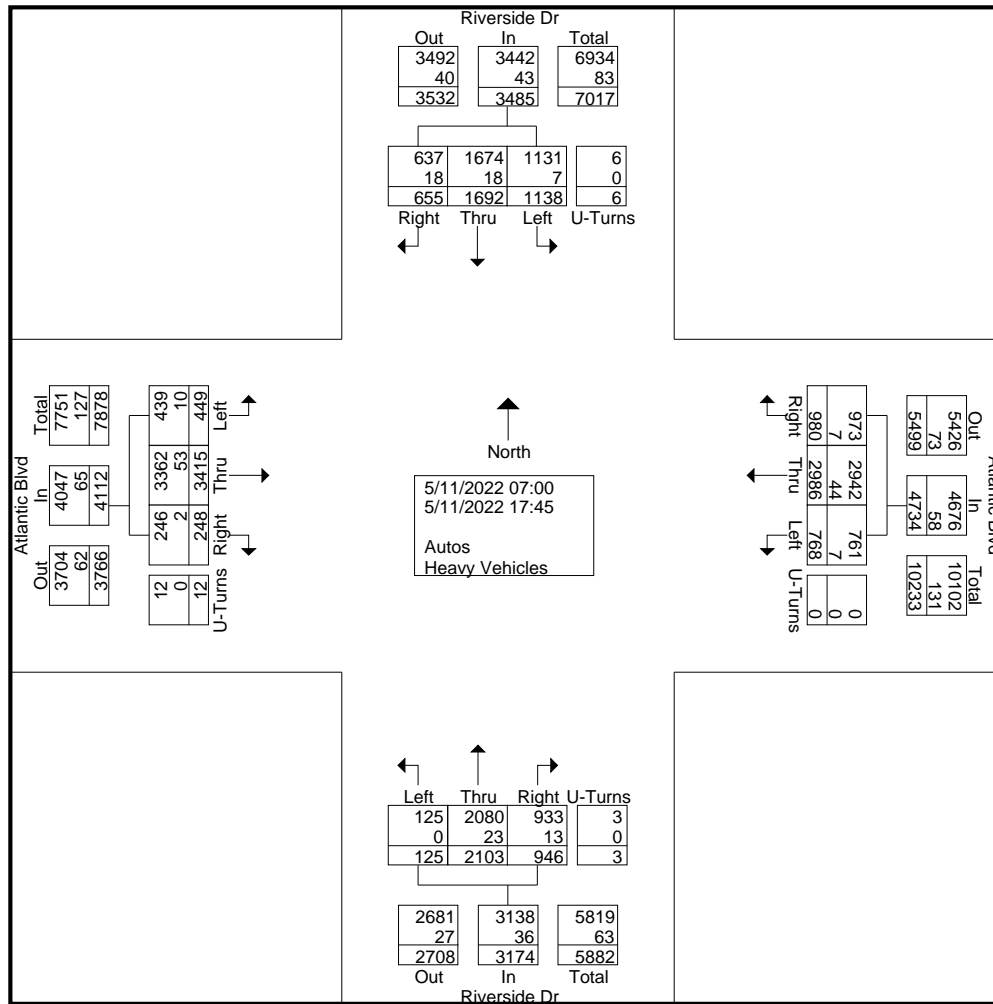 Riverside Dr
Out In Total
3492 3442 6934
40 43 83
3532 3485 7017
637 1674 1131 6
18 18 7 0
655 1692 1138 6
Right Thru Left U-Turns
Atlantic Blvd
Total In Out
7751 4047 3704
127 65 62
7878 4112 3766
439 3362 246 12
10 53 2 0
449 3415 248 12
Left Thru Right U-Turns
North
5/11/2022 07:00
5/11/2022 17:45
Autos
Heavy Vehicles
Right Thru Left U-Turns
980 2986 768 0
7 44 7 0
973 2942 761 0
5499 4734 10233
73 58 131
5426 4676 10102
Out In Total
Atlantic Blvd
Left Thru Right U-Turns
125 2080 933 3
0 23 13 0
125 2103 946 3
2681 3138 5819
27 36 63
2708 3174 5882
Out In Total
Riverside Dr